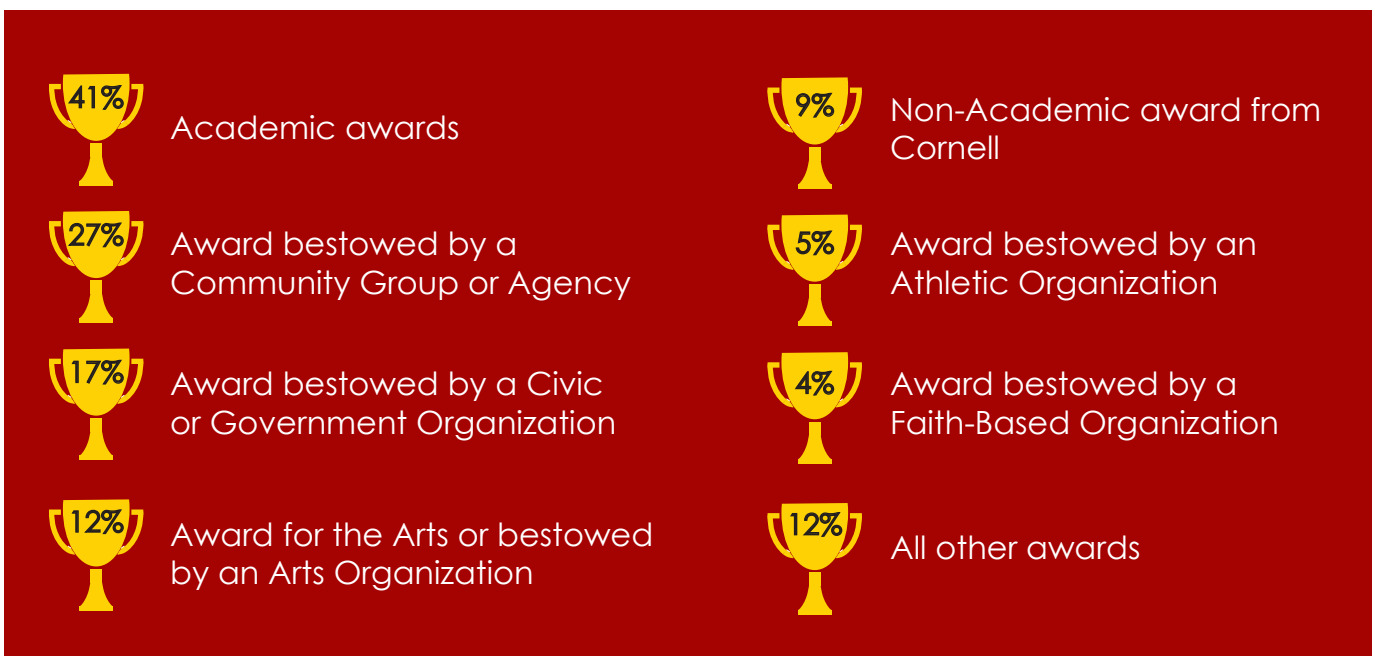 41%
Academic awards
27%
Award bestowed by a
Community Group or Agency
17%
Award bestowed by a Civic
or Government Organization
12%
Award for the Arts or bestowed
by an Arts Organization
9%
Non-Academic award from
Cornell
5%
Award bestowed by an
Athletic Organization
4%
Award bestowed by a
Faith-Based Organization
12%
All other awards